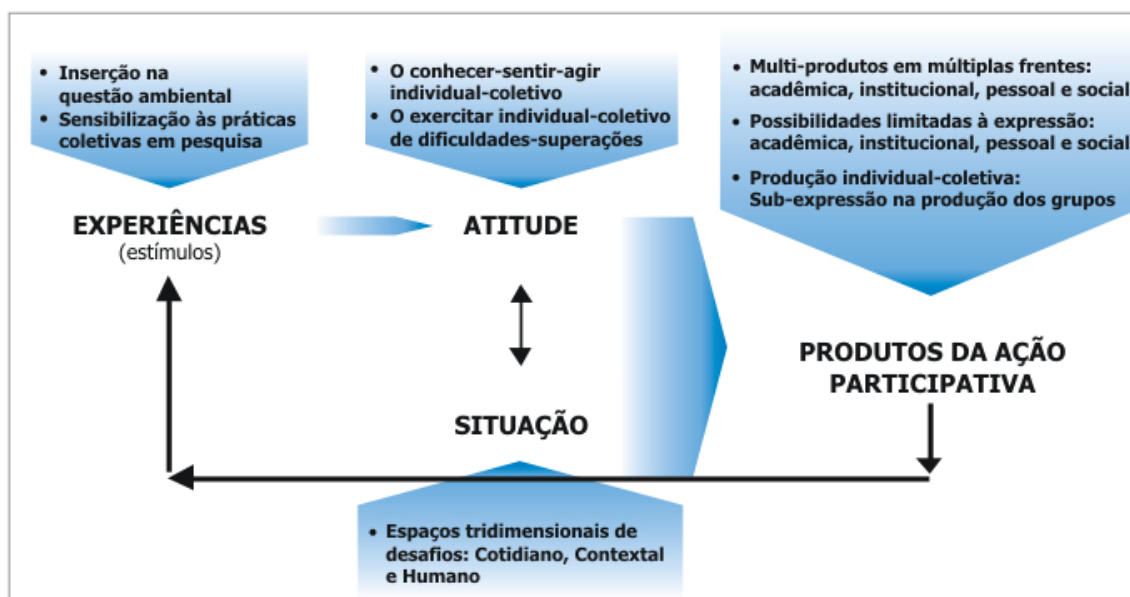 • Inserção na
questão ambiental
• Sensibilização às práticas
coletivas em pesquisa
• O conhecer-sentir-agir
individual-coletivo
• O exercitar individual-coletivo
de dificuldades-superações
• Multi-produtos em múltiplas frentes:
acadêmica, institucional, pessoal e social
• Possibilidades limitadas à expressão:
acadêmica, institucional, pessoal e social
• Produção individual-coletiva:
Sub-expressão na produção dos grupos
EXPERIÊNCIAS
(estímulos)
ATITUDE
PRODUTOS DA AÇÃO
PARTICIPATIVA
SITUAÇÃO
• Espaços tridimensionais de
desafios: Cotidiano, Contextal
e Humano